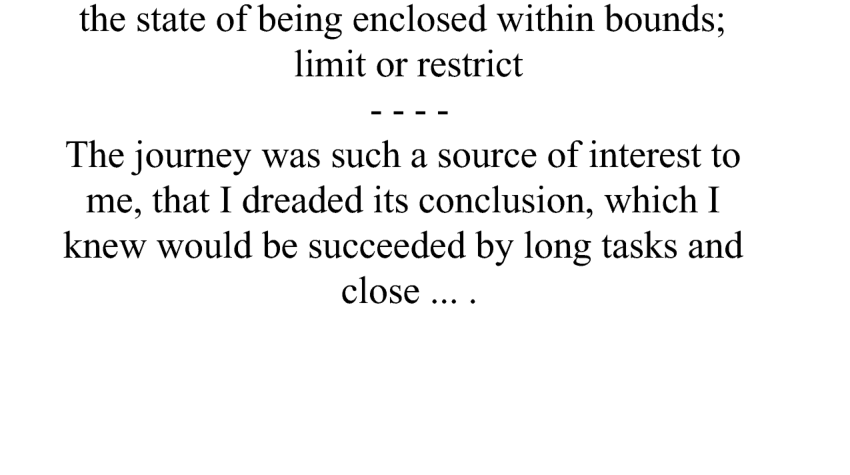 the state of being enclosed within bounds;
limit or restrict
- - - -
The journey was such a source of interest to
me, that I dreaded its conclusion, which I
knew would be succeeded by long tasks and
close ... .